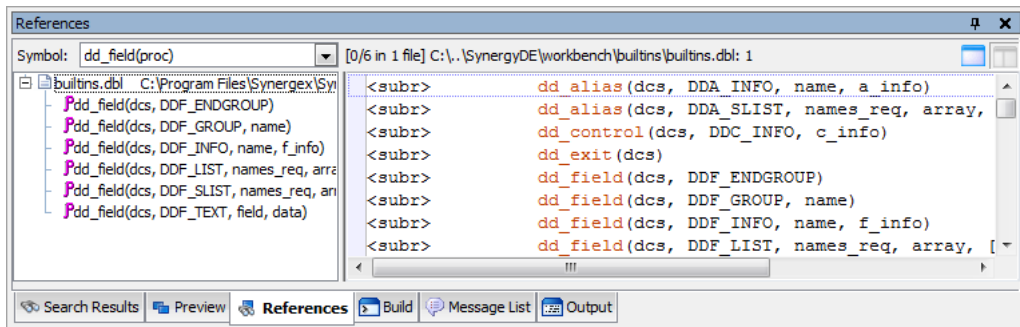 References
Symbol: dd_field(proc) [0/6 in 1 file] C:\..\SynergyDE\workbench\builtins\builtins.dbl: 1
builtins.dbl C:\Program Files\Synergex\Syn
dd_field(dcs, DDF_ENDGROUP)
dd_field(dcs, DDF_GROUP, name)
dd_field(dcs, DDF_INFO, name, f_info)
dd_field(dcs, DDF_LIST, names_req, arra
dd_field(dcs, DDF_SLIST, names_req, arr
dd_field(dcs, DDF_TEXT, field, data)
<subr> dd_alias(dcs, DDA_INFO, name, a_info)
<subr> dd_alias(dcs, DDA_SLIST, names_req, array,
<subr> dd_control(dcs, DDC_INFO, c_info)
<subr> dd_exit(dcs)
<subr> dd_field(dcs, DDF_ENDGROUP)
<subr> dd_field(dcs, DDF_GROUP, name)
<subr> dd_field(dcs, DDF_INFO, name, f_info)
<subr> dd_field(dcs, DDF_LIST, names_req, array, [
Search Results Preview References Build Message List Output